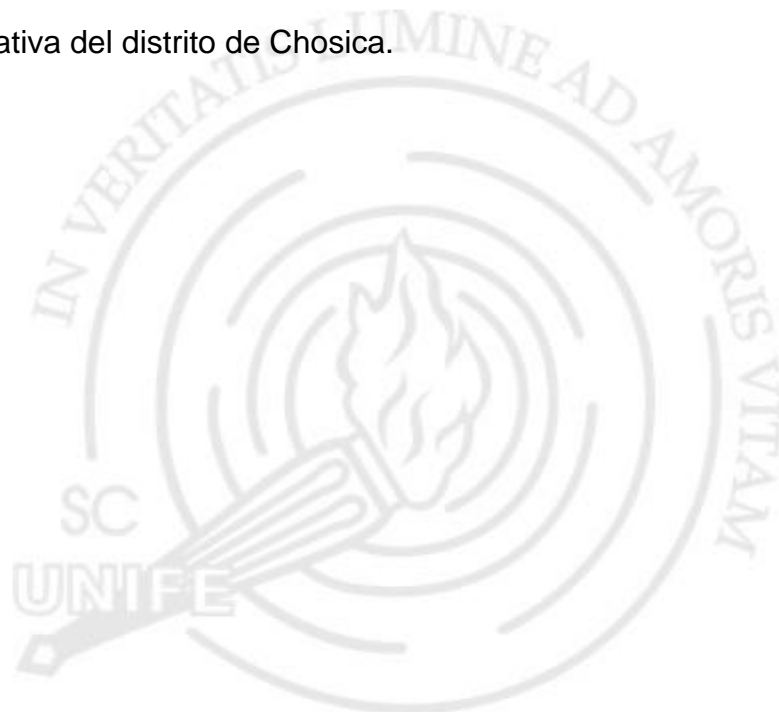 ativa del distrito de Chosica.
IN VERITATIS LUMINE AD AMORIS VITAM
SC
UNIFE